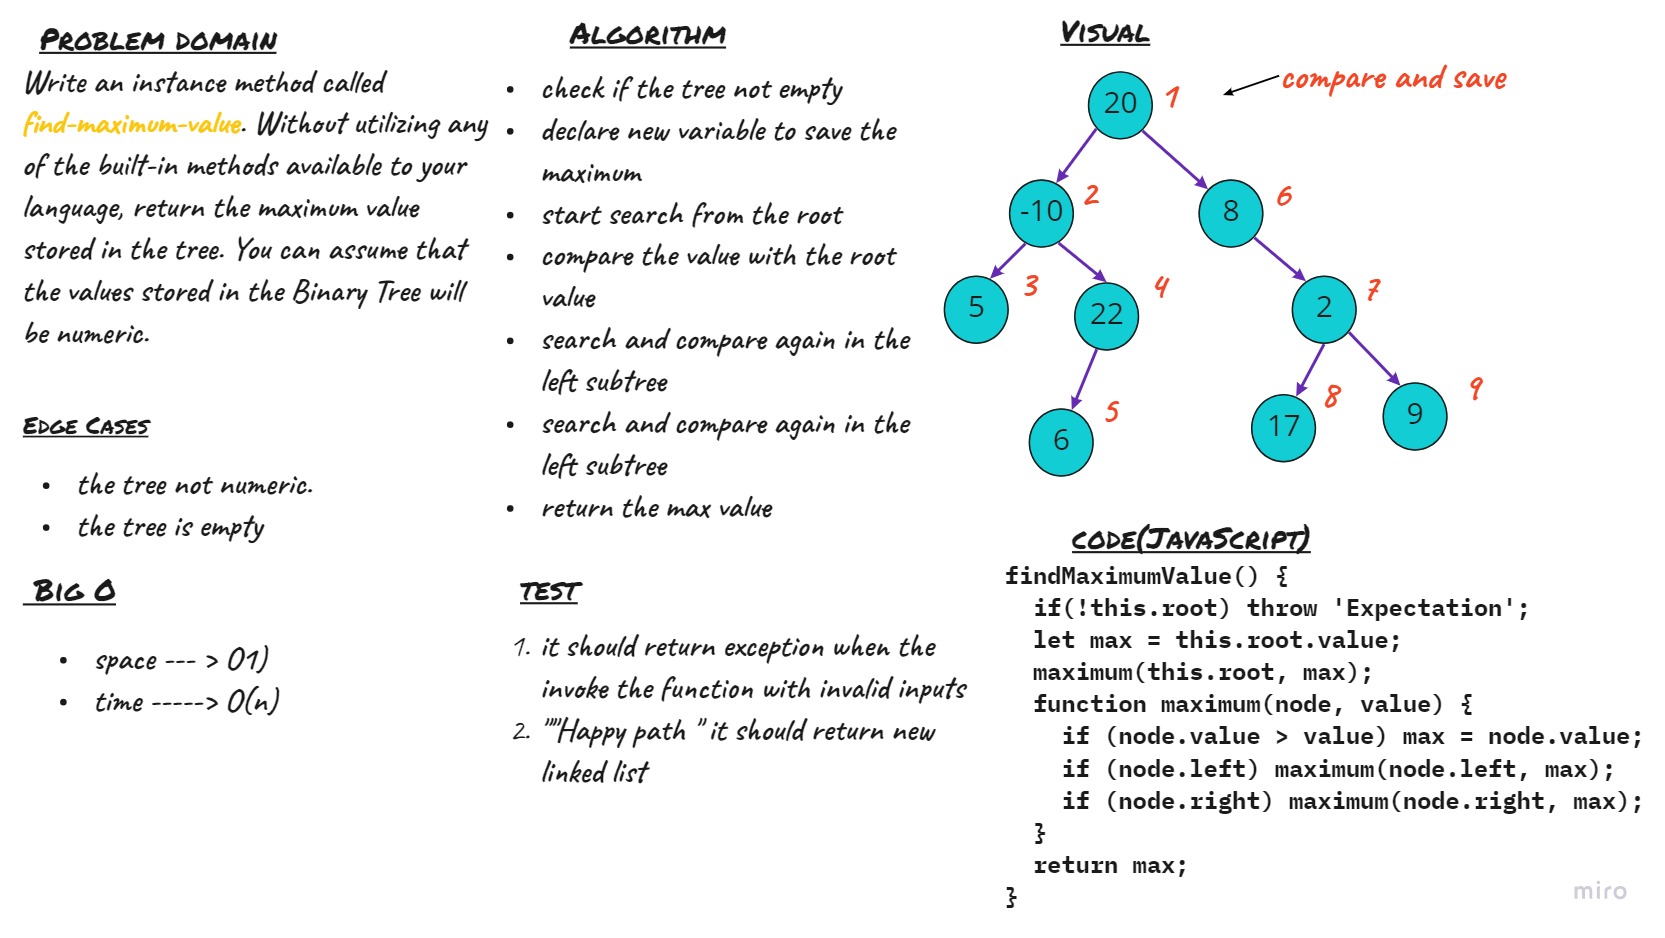 Problem domain
Write an instance method called
find-maximum-value. Without utilizing any
of the built-in methods available to your
language, return the maximum value
stored in the tree. You can assume that
the values stored in the Binary Tree will
be numeric.
Edge Cases
• the tree not numeric.
• the tree is empty
Big O
• space --- > O1)
• time -----> O(n)
Algorithm
• check if the tree not empty
• declare new variable to save the
maximum
• start search from the root
• compare the value with the root
value
• search and compare again in the
left subtree
• search and compare again in the
left subtree
• return the max value
test
1. it should return exception when the
invoke the function with invalid inputs
2. """Happy path " it should return new
linked list
Visual
compare and save
20 1
-10 2
8 6
5 3
22 4
2 7
6 5
17 8
9 9
code(JavaScript)
findMaximumValue() {
if(!this.root) throw 'Expectation';
let max = this.root.value;
maximum(this.root, max);
function maximum(node, value) {
if (node.value > value) max = node.value;
if (node.left) maximum(node.left, max);
if (node.right) maximum(node.right, max);
}
return max;
}
miro